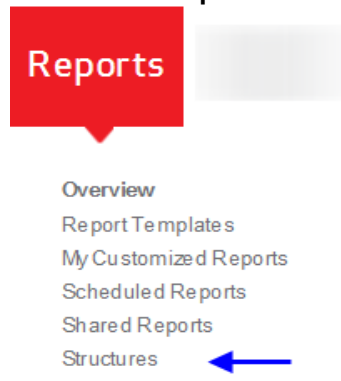 Reports
Overview
Report Templates
My Customized Reports
Scheduled Reports
Shared Reports
Structures